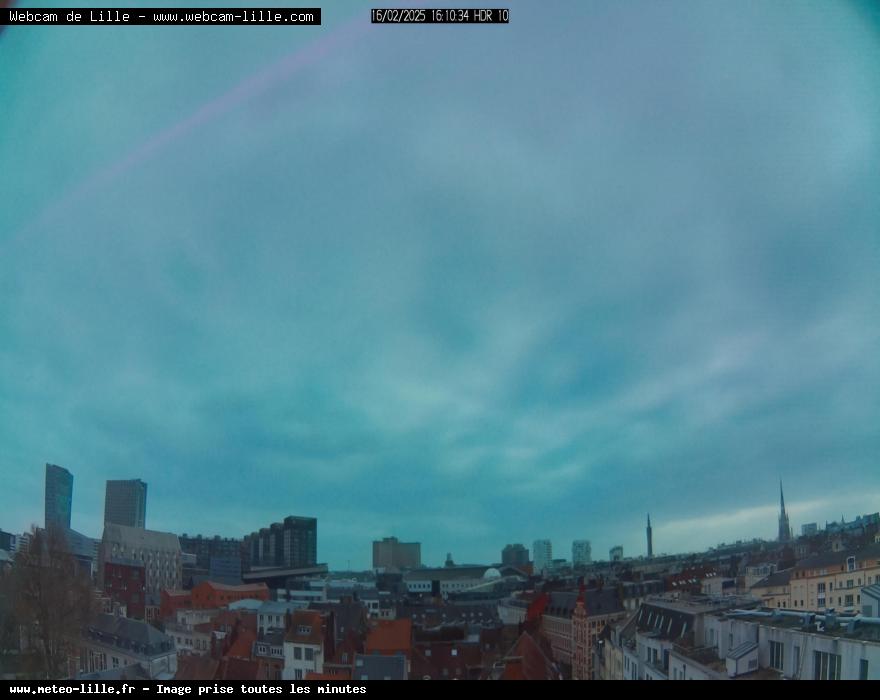 Webcam de Lille - www.webcam-lille.com
16/02/2025 16:10:34 HDR 10
www.meteo-lille.fr - Image prise toutes les minutes